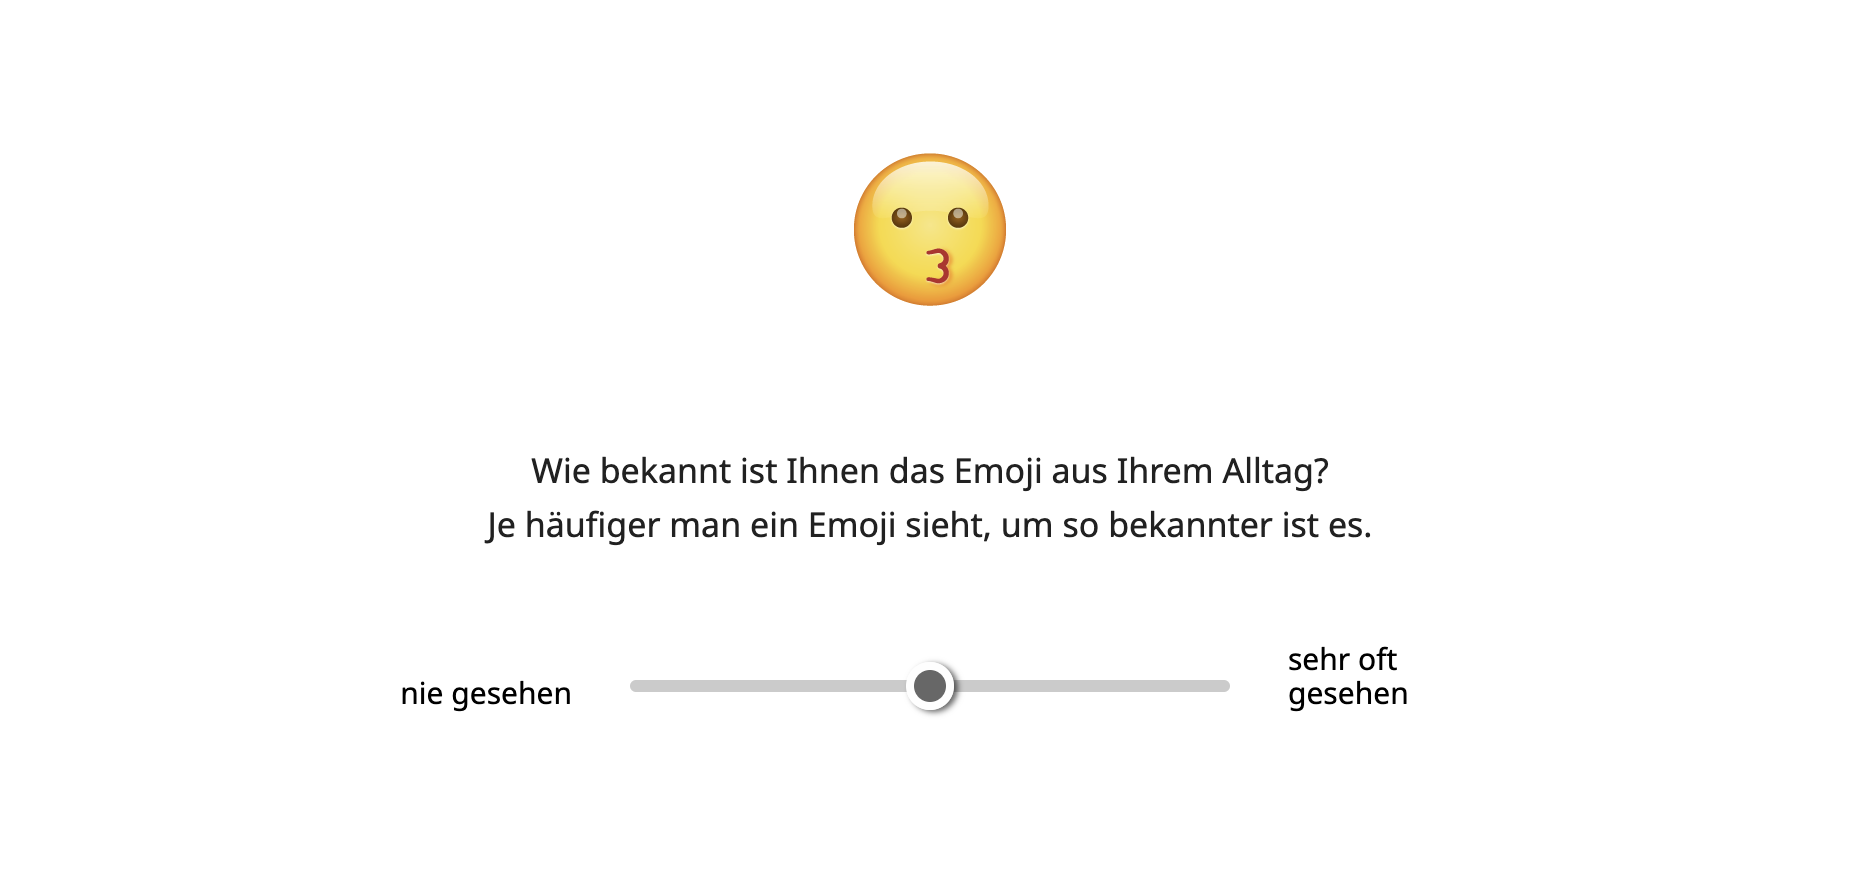 Wie bekannt ist Ihnen das Emoji aus Ihrem Alltag?
Je häufiger man ein Emoji sieht, um so bekannter ist es.
nie gesehen
sehr oft
gesehen